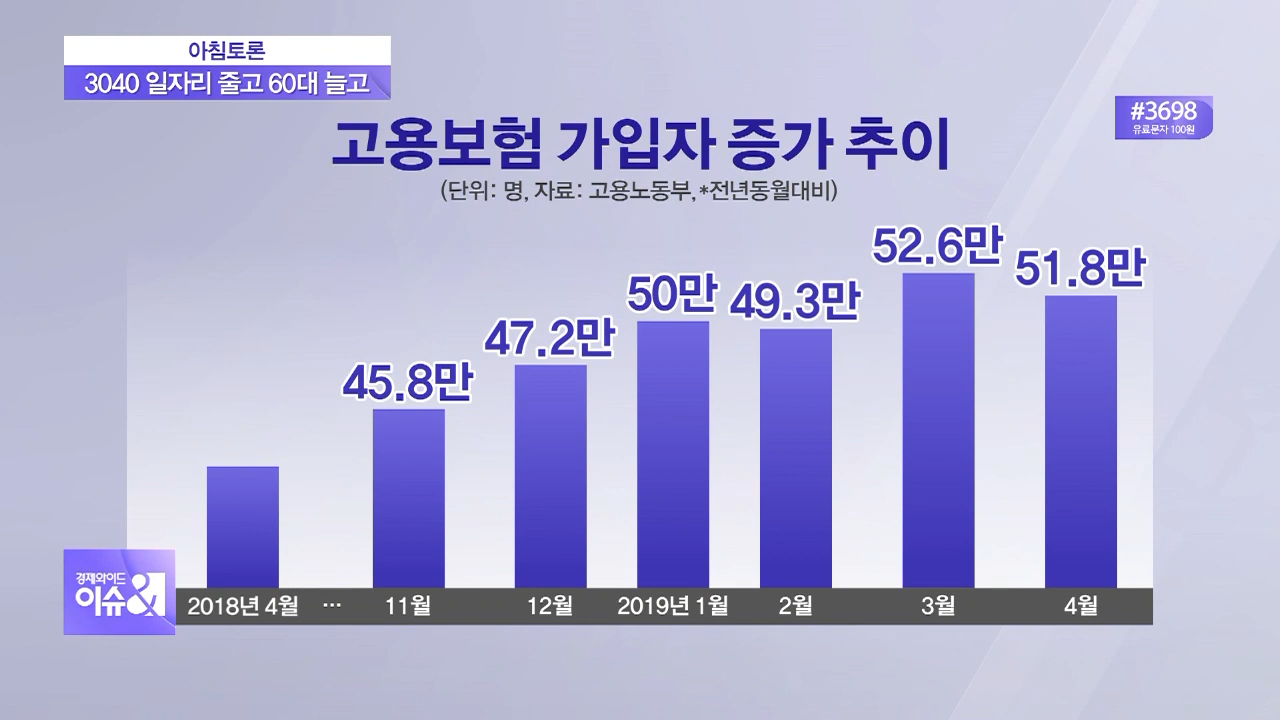 아침토론
3040 일자리 줄고 60대 늘고
#3698
유료문자 100원
고용보험 가입자 증가 추이
(단위: 명, 자료: 고용노동부, *전년동월대비)
45.8만
47.2만
50만
49.3만
52.6만
51.8만
2018년 4월 ··· 11월 12월 2019년 1월 2월 3월 4월
경제와이드
이슈&